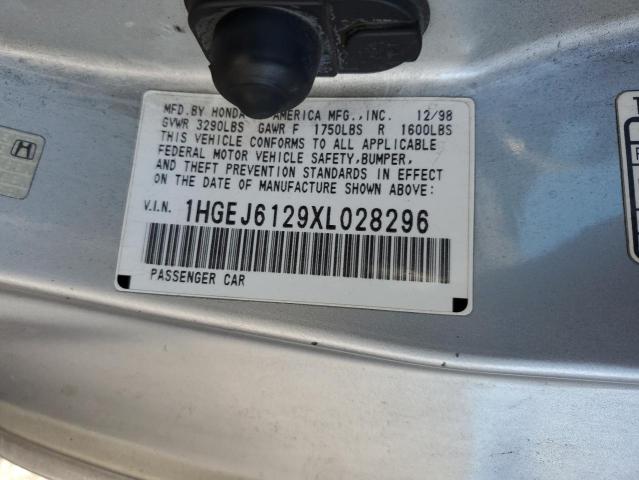 MFD.BY HONDA AMERICA MFG.,INC. 12/98
GVWR 3290LBS GAWR F 1750LBS R 1600LBS
THIS VEHICLE CONFORMS TO ALL APPLICABLE
FEDERAL MOTOR VEHICLE SAFETY,BUMPER,
AND THEFT PREVENTION STANDARDS IN EFFECT
ON THE DATE OF MANUFACTURE SHOWN ABOVE:
V.I.N. 1HGEJ6129XL028296
PASSENGER CAR